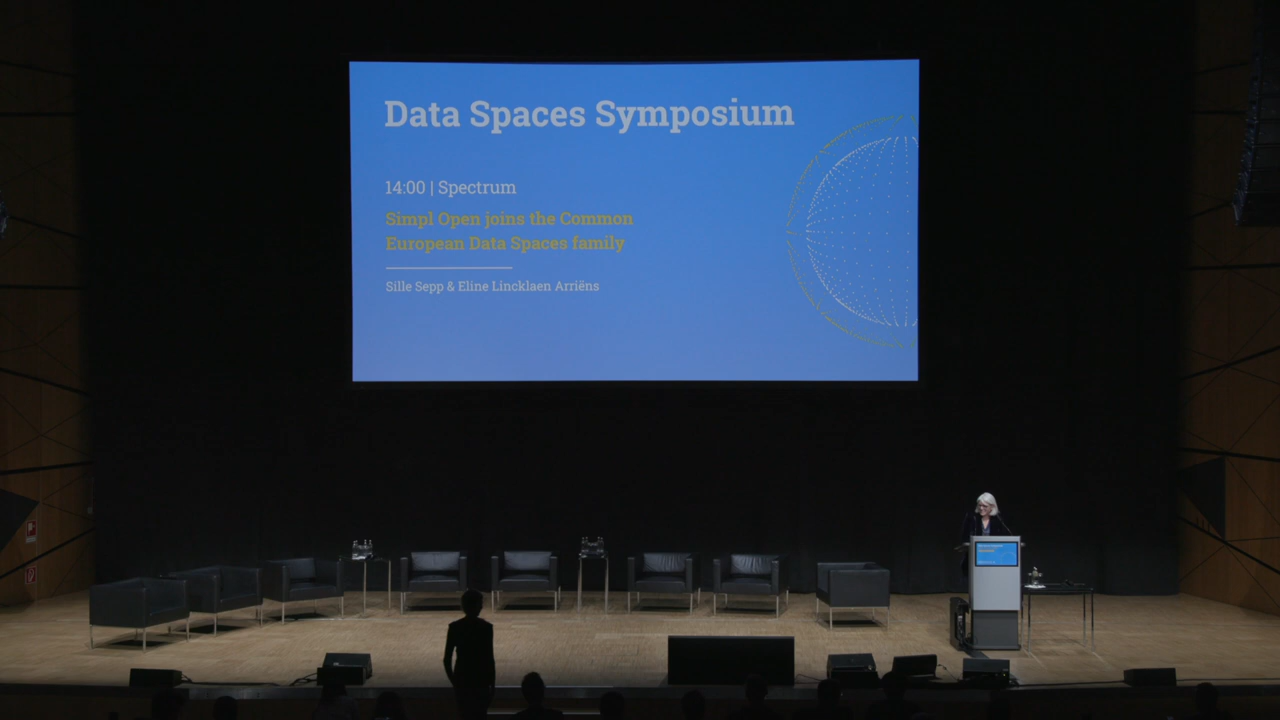 Data Spaces Symposium
14:00 | Spectrum
Simpl Open joins the Common
European Data Spaces family
Sille Sepp & Eline Lincklaen Arriëns